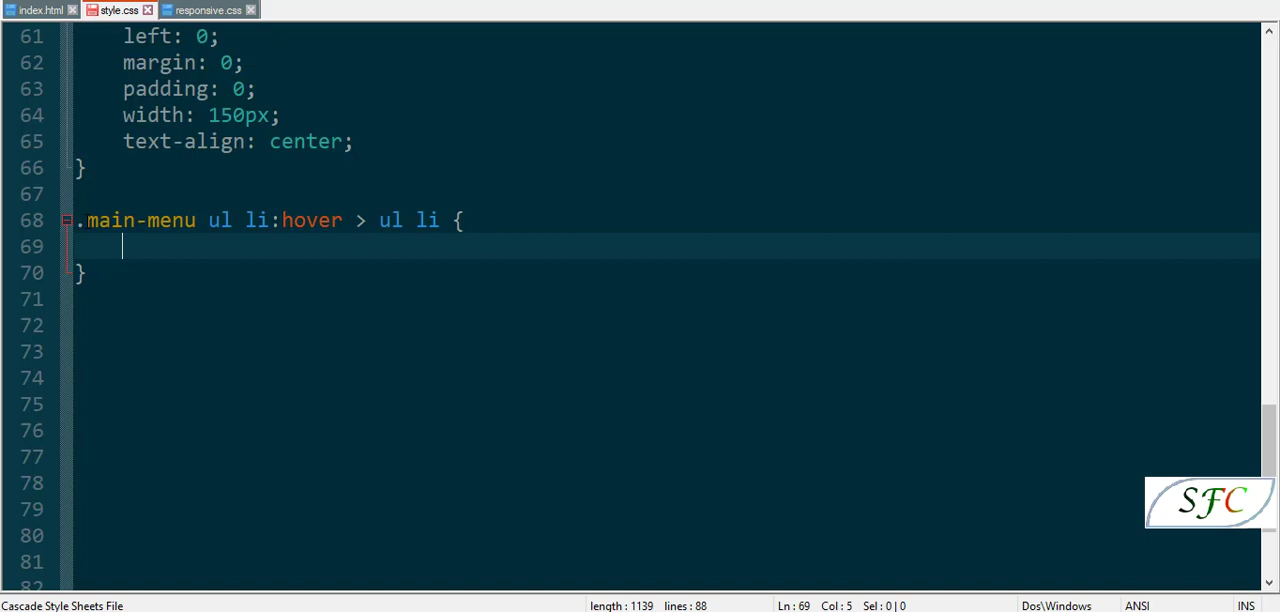 index.html style.css responsive.css
61 left: 0;
62 margin: 0;
63 padding: 0;
64 width: 150px;
65 text-align: center;
66 }
67
68 .main-menu ul li:hover > ul li {
69
70 }
71
72
73
74
75
76
77
78
79
80
81
82
SFC
Cascade Style Sheets File length : 1139 lines : 88 Ln : 69 Col : 5 Sel : 0 | 0 Dos\Windows ANSI INS